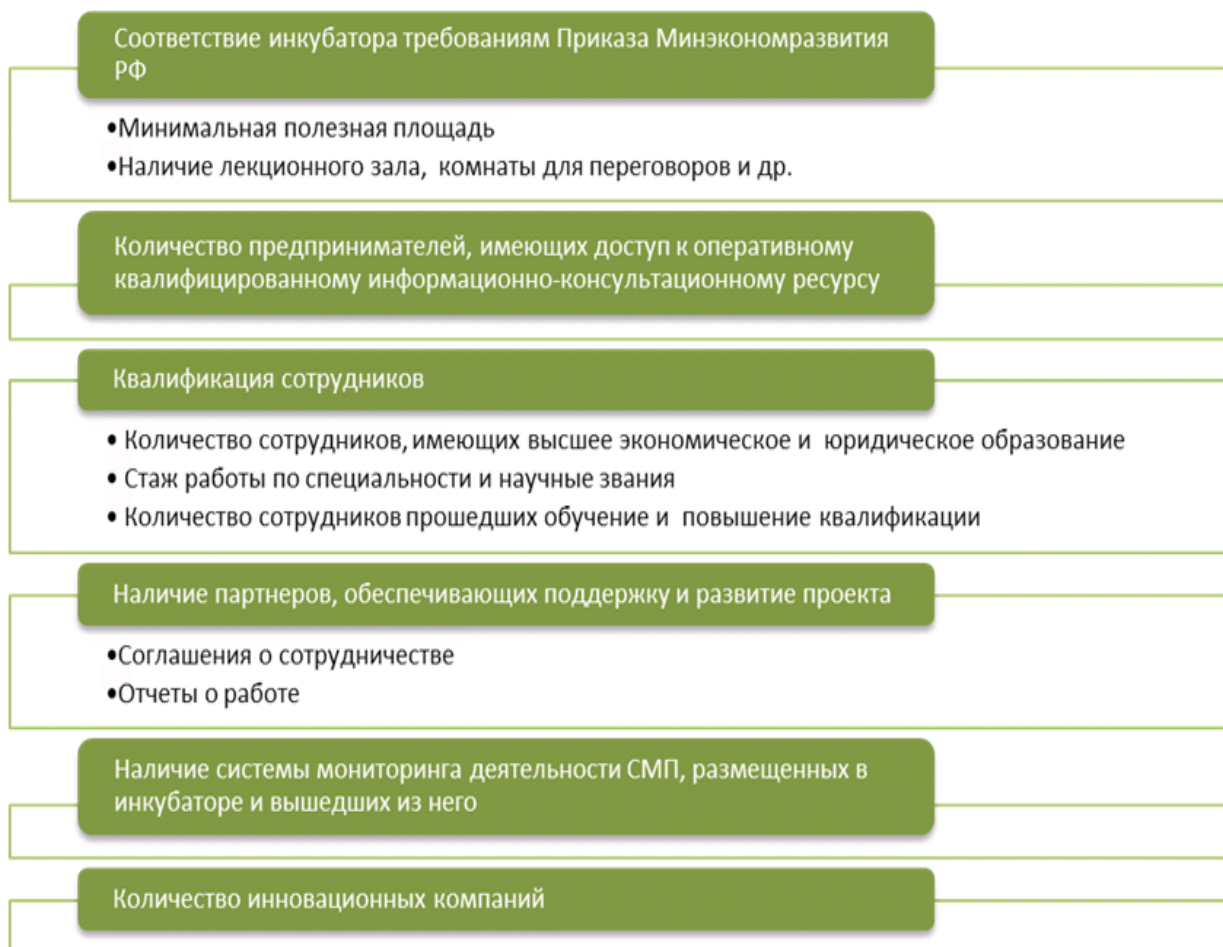 Соответствие инкубатора требованиям Приказа Минэкономразвития
РФ
•Минимальная полезная площадь
•Наличие лекционного зала, комнаты для переговоров и др.
Количество предпринимателей, имеющих доступ к оперативному
квалифицированному информационно-консультационному ресурсу
Квалификация сотрудников
• Количество сотрудников, имеющих высшее экономическое и юридическое образование
• Стаж работы по специальности и научные звания
• Количество сотрудников прошедших обучение и повышение квалификации
Наличие партнеров, обеспечивающих поддержку и развитие проекта
•Соглашения о сотрудничестве
•Отчеты о работе
Наличие системы мониторинга деятельности СМП, размещенных в
инкубаторе и вышедших из него
Количество инновационных компаний